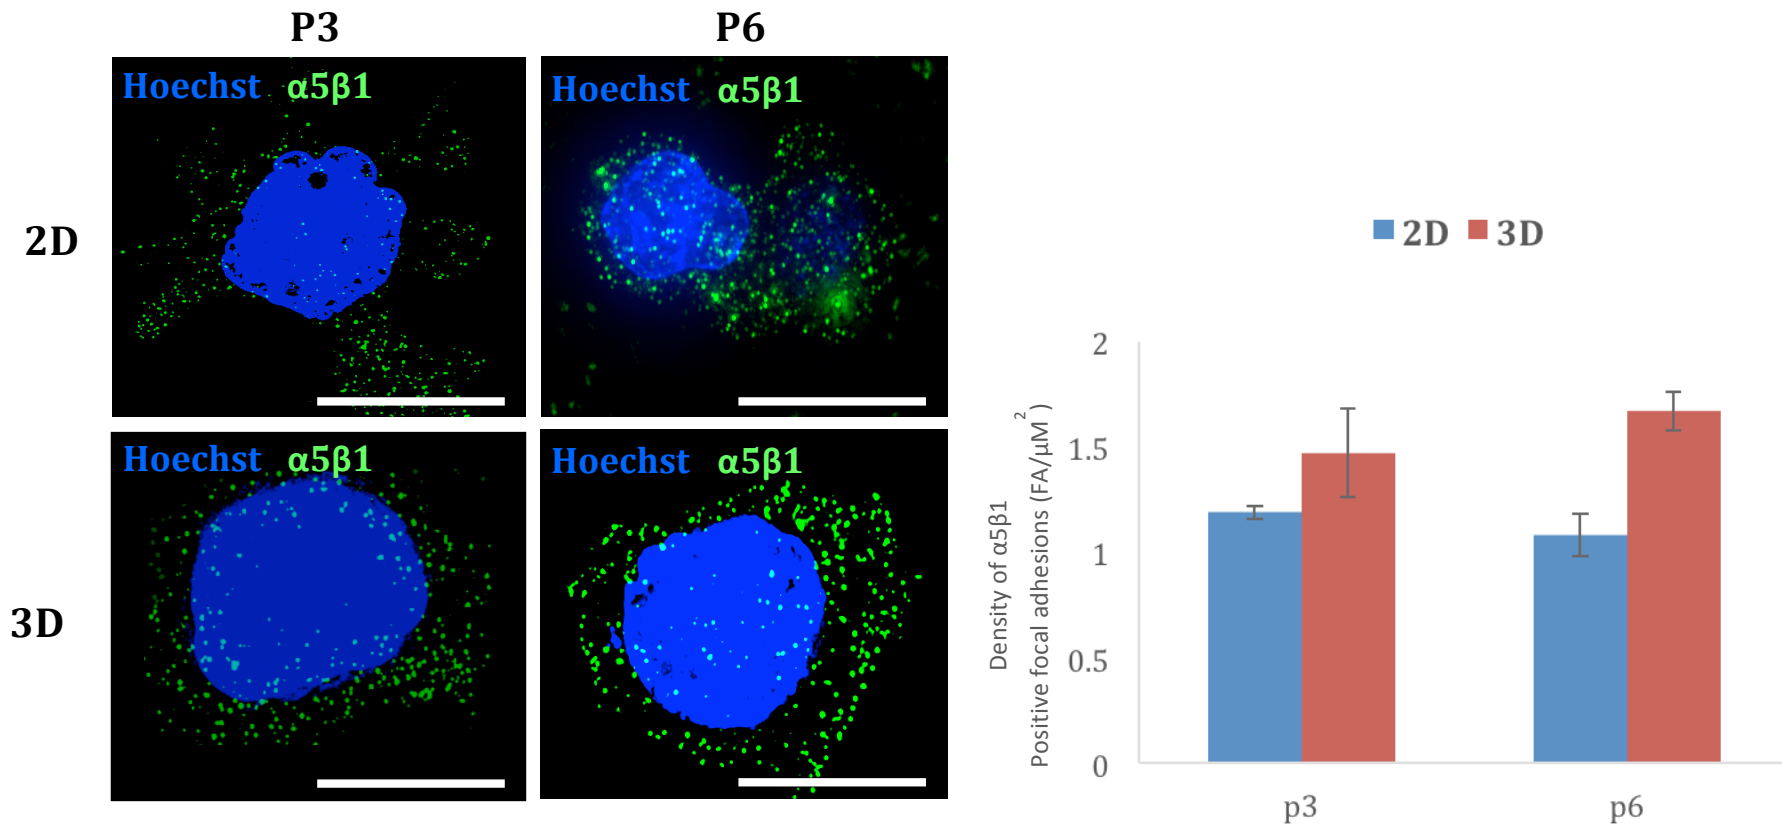 P3
P6
Hoechst α5β1
Hoechst α5β1
2D
Hoechst α5β1
Hoechst α5β1
3D
2D 3D
Density of α5β1
Positive focal adhesions (FA/μM²)
2
1.5
1
0.5
0
p3
p6